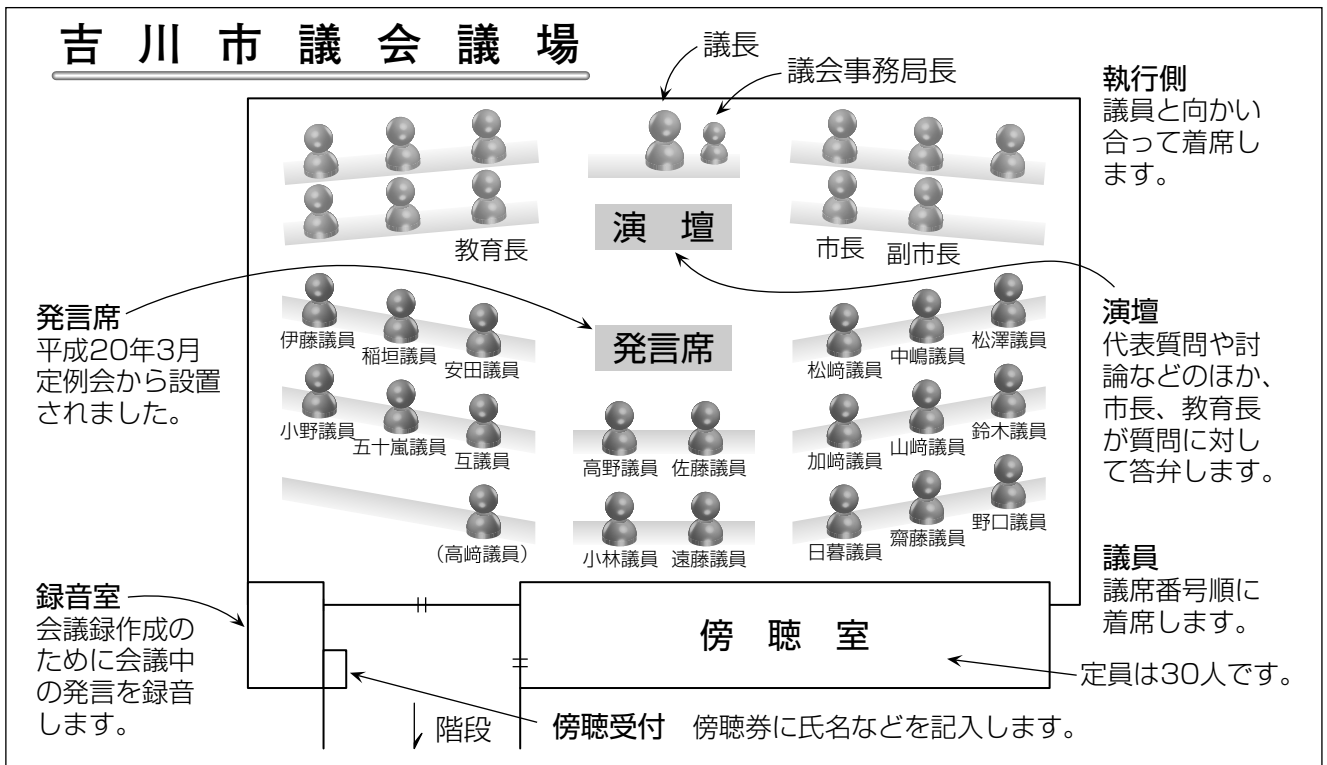 吉川市議会議場
議長
議会事務局長
執行側
議員と向かい
合って着席し
ます。
演壇
教育長
市長
副市長
発言席
平成20年3月
定例会から設置
されました。
発言席
演壇
代表質問や討
論などのほか、
市長、教育長
が質問に対し
て答弁します。
伊藤議員
稲垣議員
安田議員
松﨑議員
中嶋議員
松澤議員
小野議員
五十嵐議員
互議員
高野議員
佐藤議員
加﨑議員
山﨑議員
鈴木議員
(高﨑議員)
小林議員
遠藤議員
日暮議員
齋藤議員
野口議員
議員
議席番号順に
着席します。
録音室
会議録作成の
ために会議中
の発言を録音
します。
傍聴室
定員は30人です。
階段
傍聴受付 傍聴券に氏名などを記入します。